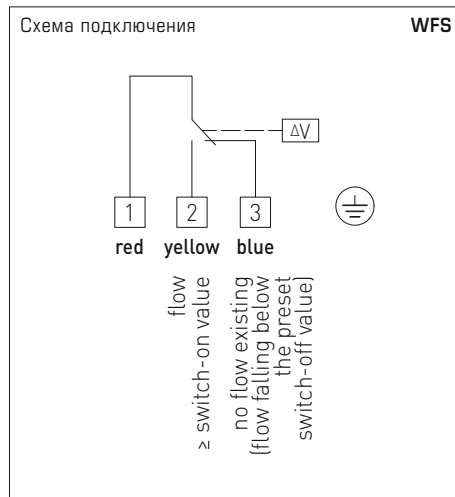 Схема подключения
WFS
ΔV
1
2
3
red
yellow
blue
flow
≥ switch-on value
no flow existing
(flow falling below
the preset
switch-off value)